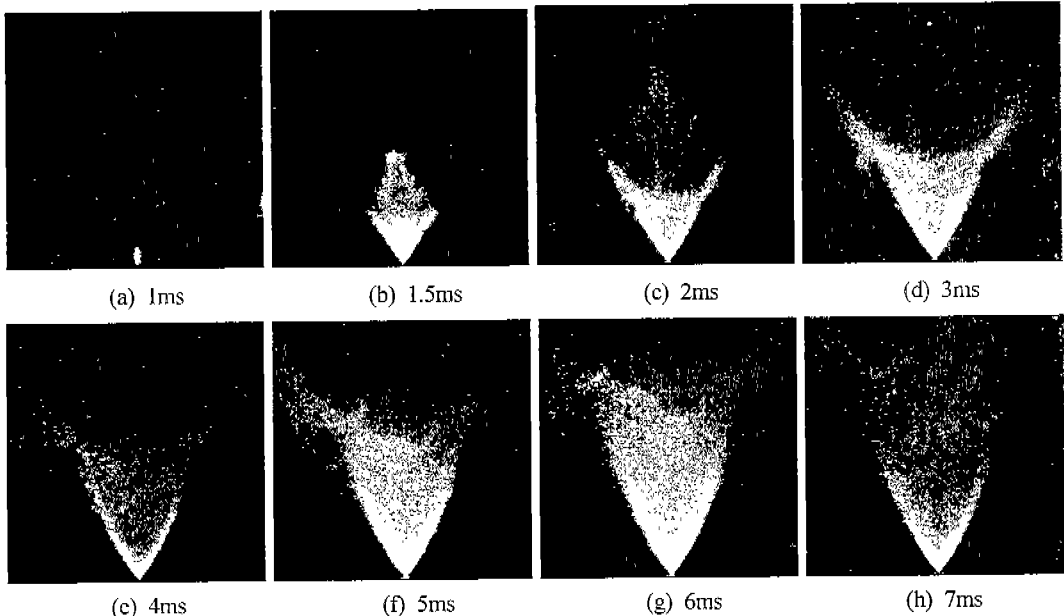 (a) 1ms
(b) 1.5ms
(c) 2ms
(d) 3ms
(e) 4ms
(f) 5ms
(g) 6ms
(h) 7ms